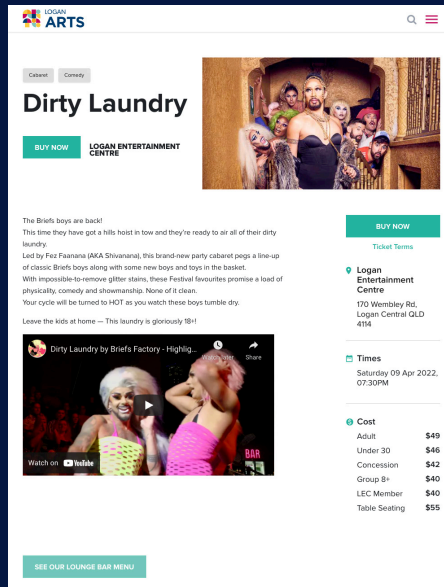 LOGAN
ARTS
Cabaret
Comedy
Dirty Laundry
BUY NOW
LOGAN ENTERTAINMENT
CENTRE
The Briefs boys are back!
This time they have got a hills hoist in tow and they're ready to air all of their dirty
laundry.
Led by Fez Faanana (AKA Shivanana), this brand-new party cabaret pegs a line-up
of classic Briefs boys along with some new boys and toys in the basket.
With impossible-to-remove glitter stains, these Festival favourites promise a load of
physicality, comedy and showmanship. None of it clean.
Your cycle will be turned to HOT as you watch these boys tumble dry.
Leave the kids at home — This laundry is gloriously 18+!
Dirty Laundry by Briefs Factory - Highlig...
Watch later
Share
BAR
Watch on YouTube
SEE OUR LOUNGE BAR MENU
BUY NOW
Ticket Terms
Logan
Entertainment
Centre
170 Wembley Rd,
Logan Central QLD
4114
Times
Saturday 09 Apr 2022,
07:30PM
Cost
Adult $49
Under 30 $46
Concession $42
Group 8+ $40
LEC Member $40
Table Seating $55